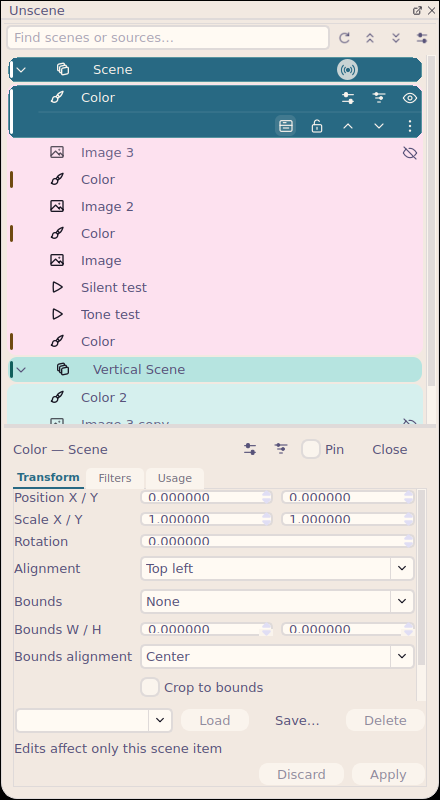 Unscene
Find scenes or sources...
Scene
Color
Image 3
Color
Image 2
Color
Image
Silent test
Tone test
Color
Vertical Scene
Color 2
Image 3 copy
Color — Scene Pin Close
Transform Filters Usage
Position X / Y 0.000000 0.000000
Scale X / Y 1.000000 1.000000
Rotation 0.000000
Alignment Top left
Bounds None
Bounds W / H 0.000000 0.000000
Bounds alignment Center
Crop to bounds
Load Save... Delete
Edits affect only this scene item
Discard Apply